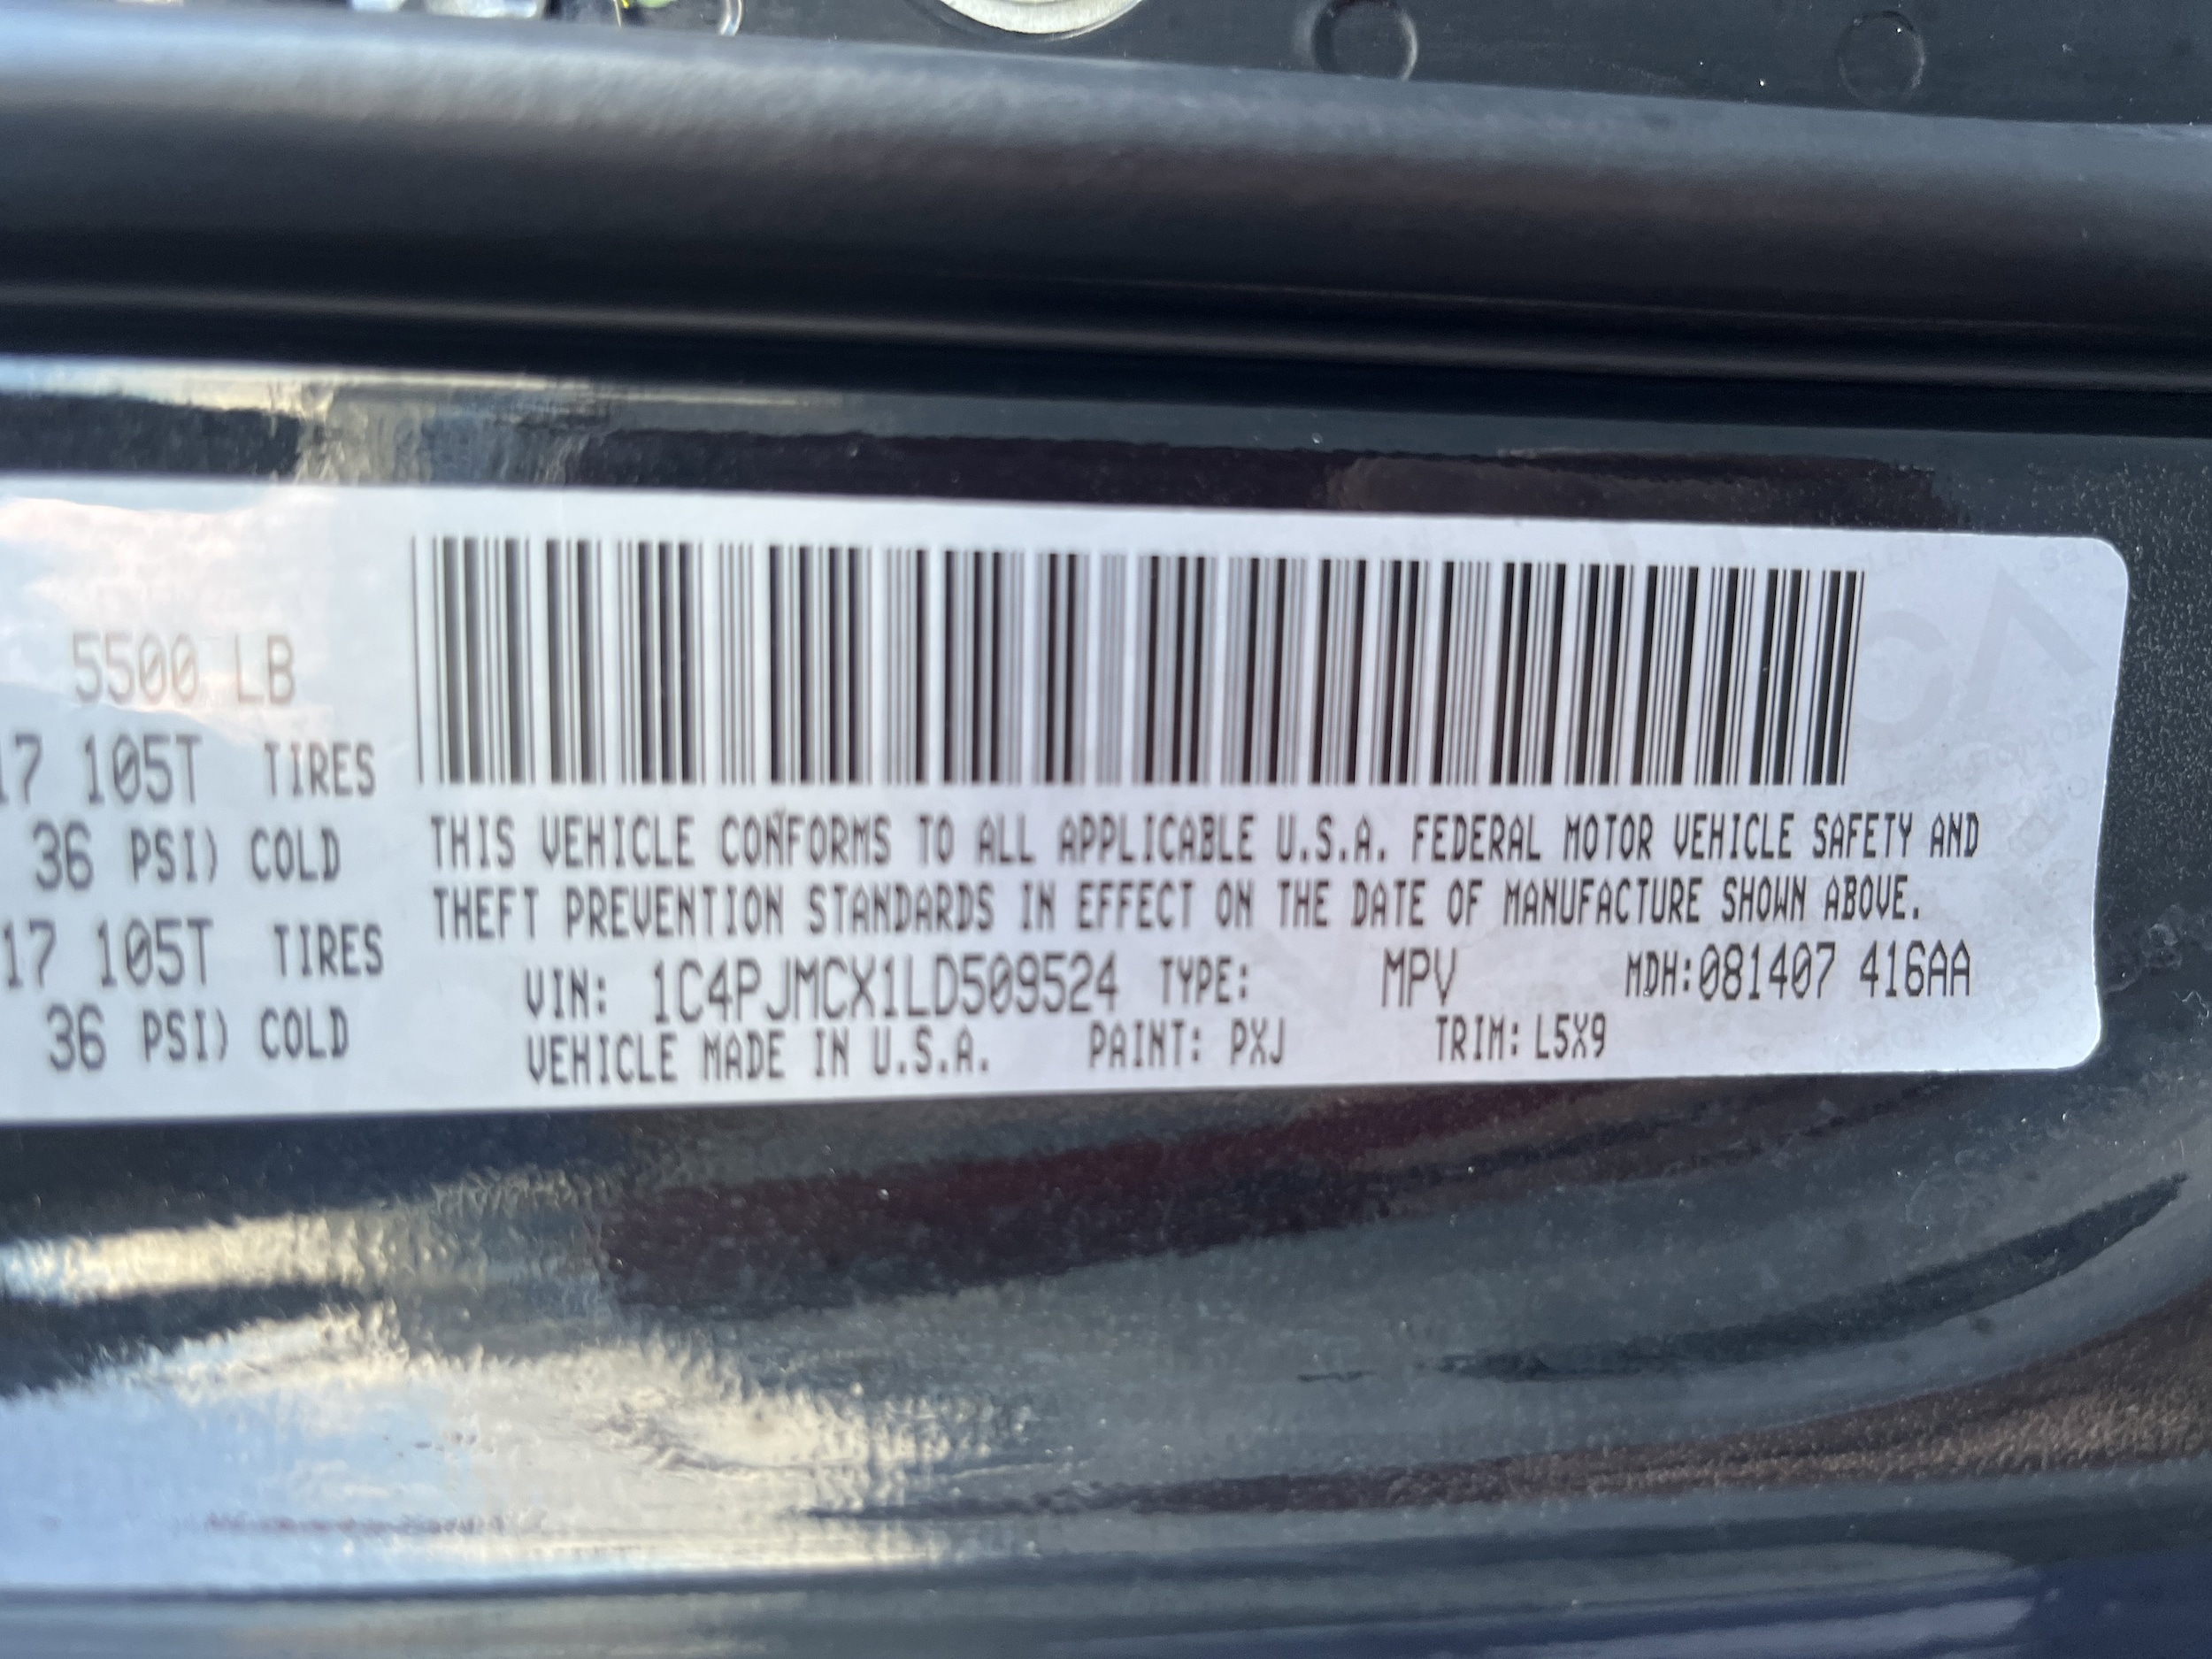 5500 LB
17 105T TIRES
36 PSI) COLD
17 105T TIRES
36 PSI) COLD
THIS VEHICLE CONFORMS TO ALL APPLICABLE U.S.A. FEDERAL MOTOR VEHICLE SAFETY AND
THEFT PREVENTION STANDARDS IN EFFECT ON THE DATE OF MANUFACTURE SHOWN ABOVE.
VIN: 1C4PJMCX1LD509524 TYPE: MPV MDH:081407 416AA
VEHICLE MADE IN U.S.A. PAINT: PXJ TRIM: L5X9